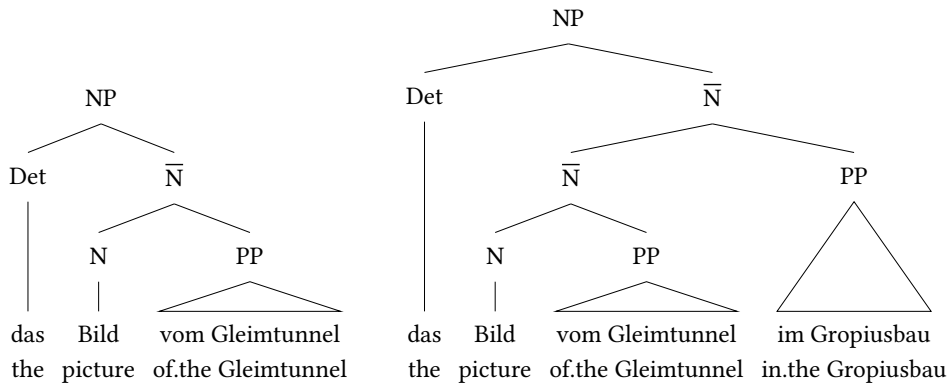 NP
Det N̅
N PP
das Bild vom Gleimtunnel
the picture of.the Gleimtunnel
NP
Det N̅
N̅ PP
N PP
das Bild vom Gleimtunnel im Gropiusbau
the picture of.the Gleimtunnel in.the Gropiusbau